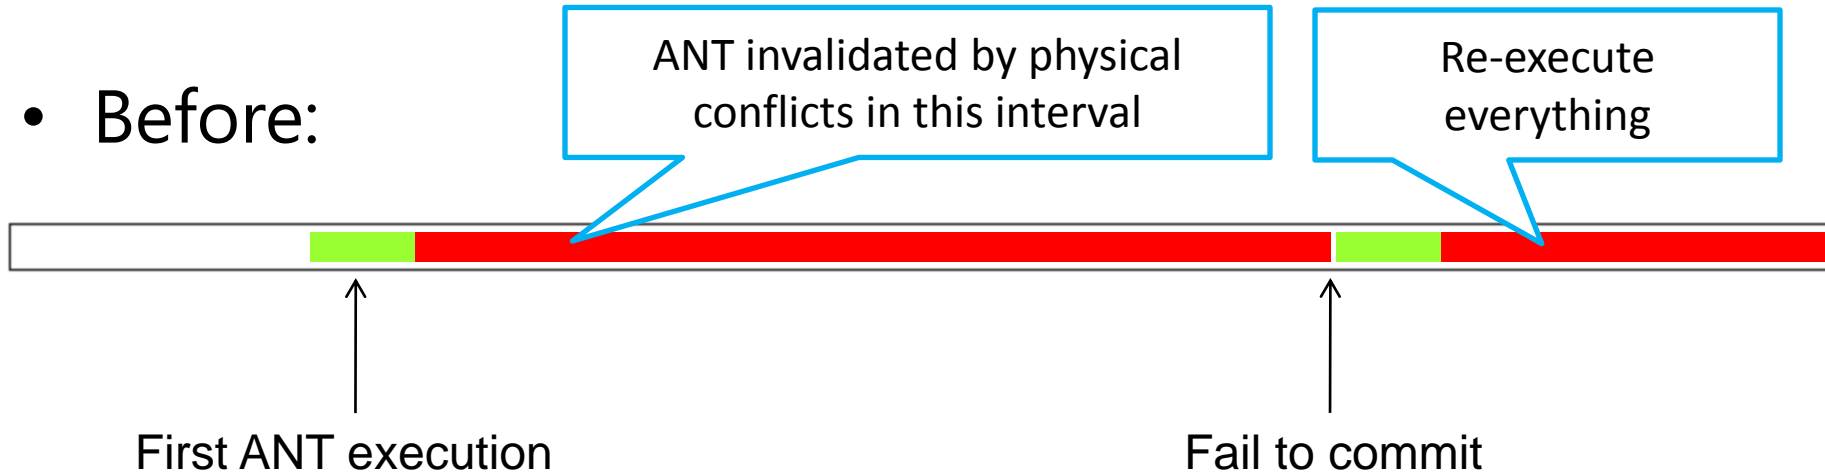 • Before:
ANT invalidated by physical
conflicts in this interval
Re-execute
everything
First ANT execution
Fail to commit